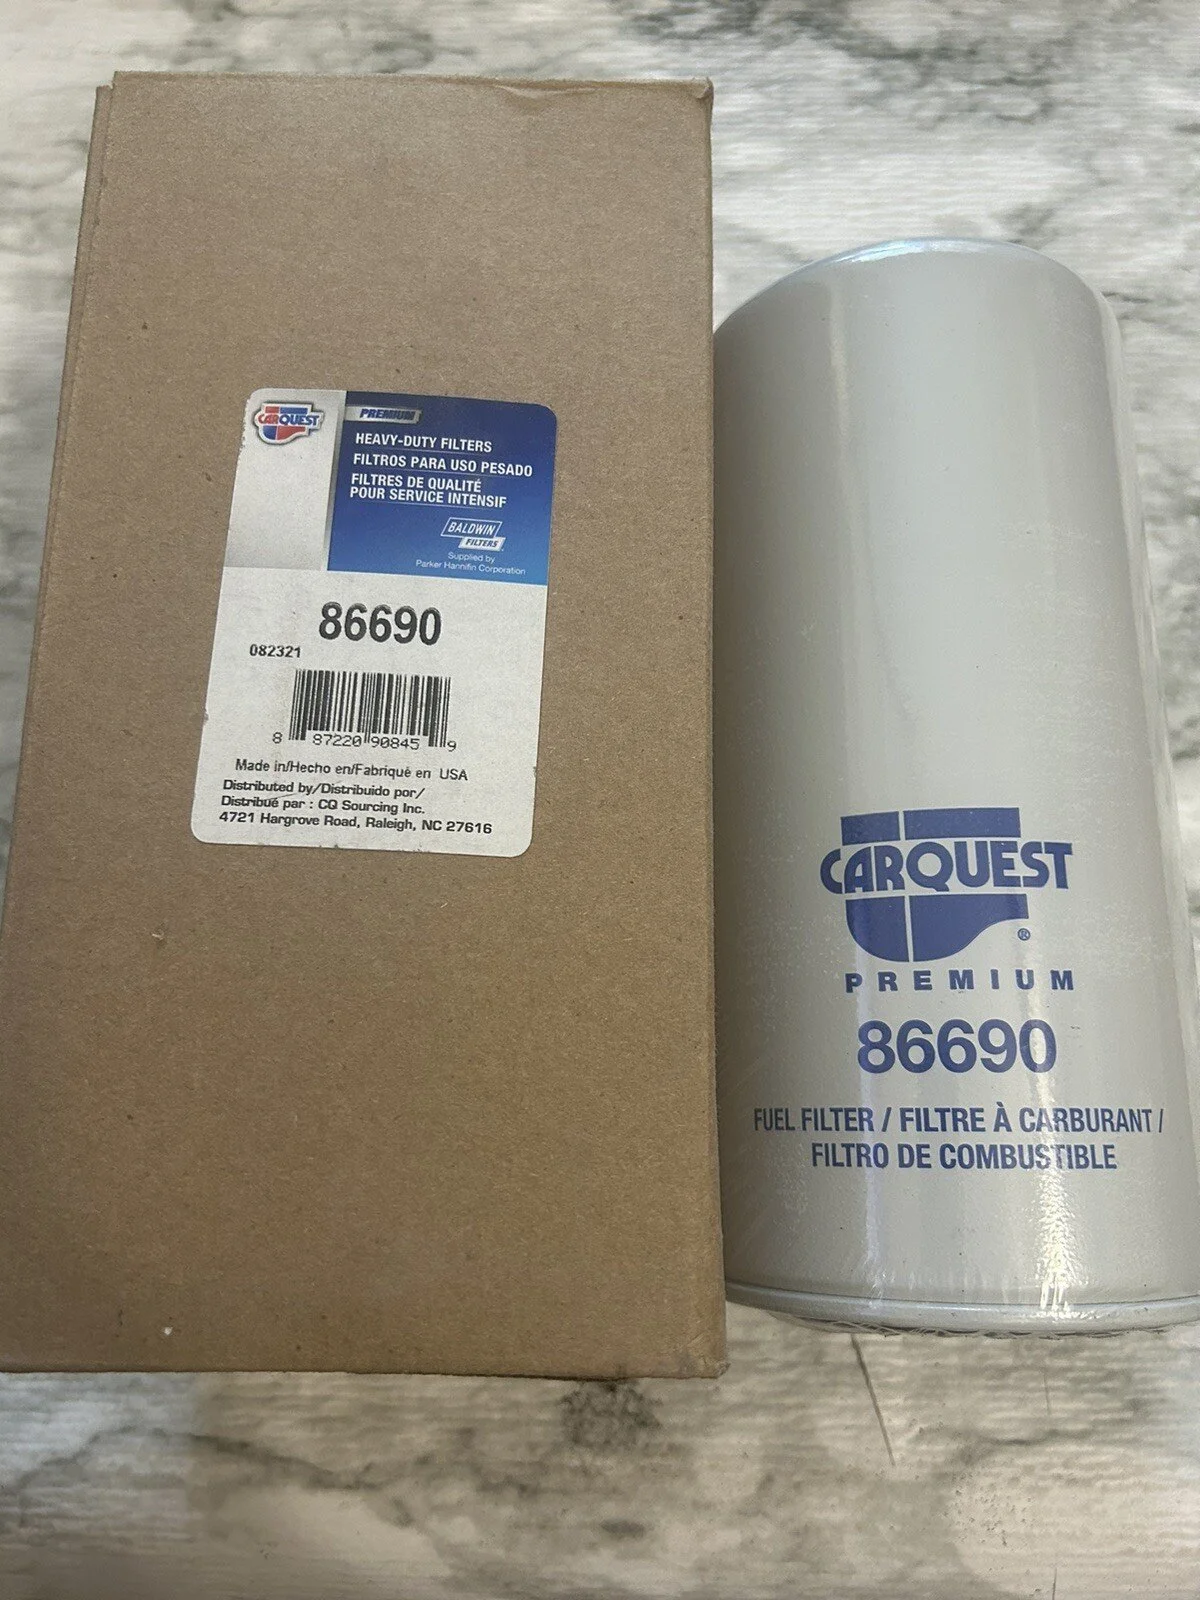 CARQUEST
PREMIUM
HEAVY-DUTY FILTERS
FILTROS PARA USO PESADO
FILTRES DE QUALITÉ
POUR SERVICE INTENSIF
BALDWIN
FILTERS
Supplied by
Parker Hannifin Corporation
86690
082321
8 87220 90845 9
Made in/Hecho en/Fabriqué en USA
Distributed by/Distribuido por/
Distribué par : CQ Sourcing Inc.
4721 Hargrove Road, Raleigh, NC 27616
CARQUEST
®
PREMIUM
86690
FUEL FILTER / FILTRE À CARBURANT /
FILTRO DE COMBUSTIBLE